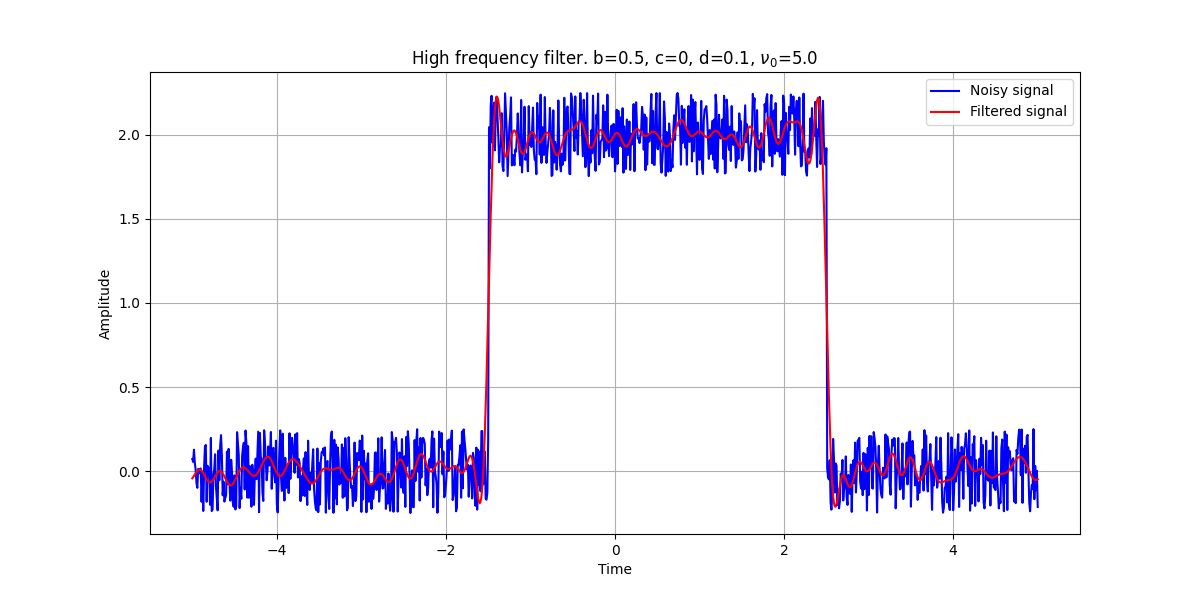 High frequency filter. b=0.5, c=0, d=0.1, ν₀=5.0
Noisy signal
Filtered signal
Amplitude
2.0
1.5
1.0
0.5
0.0
−4
−2
0
2
4
Time